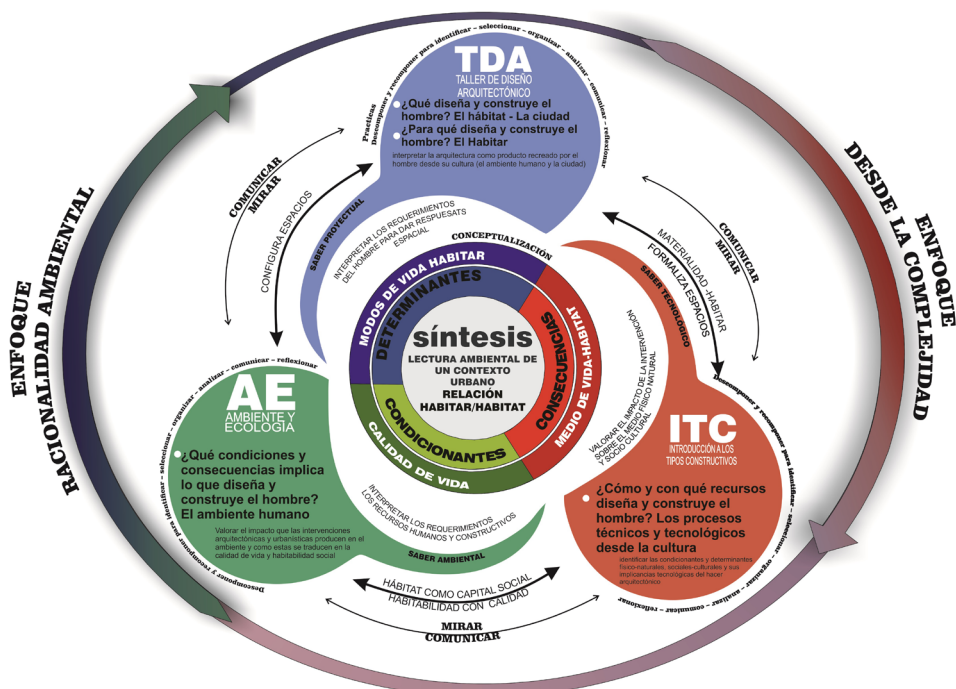 Descomponer y recomponer para identificar – seleccionar – organizar – analizar – comunicar – reflexionar
Practicas
TDA
TALLER DE DISEÑO
ARQUITECTÓNICO
¿Qué diseña y construye el
hombre? El hábitat - La ciudad
¿Para qué diseña y construye el
hombre? El Habitar
interpretar la arquitectura como producto recreado por el
hombre desde su cultura (el ambiente humano y la ciudad)
ENFOQUE
RACIONALIDAD AMBIENTAL
ENFOQUE
DESDE LA COMPLEJIDAD
COMUNICAR
MIRAR
CONFIGURA ESPACIOS
SABER PROYECTUAL
INTERPRETAR LOS REQUERIMIENTOS
DEL HOMBRE PARA DAR RESPUESATS
ESPACIAL
CONCEPTUALIZACIÓN
COMUNICAR
MIRAR
MATERIALIDAD -HABITAR
FORMALIZA ESPACIOS
SABER TECNOLÓGICO
MODOS DE VIDA HABITAR
DETERMINANTES
CONSECUENCIAS
MEDIO DE VIDA-HABITAT
CONDICIONANTES
CALIDAD DE VIDA
síntesis
LECTURA AMBIENTAL DE
UN CONTEXTO
URBANO
RELACIÓN
HABITAR/HABITAT
VALORAR EL IMPACTO DE LA INTERVENCIÓN
SOBRE EL MEDIO FÍSICO NATURAL
Y SOCIO CULTURAL
Descomponer y recomponer para identificar – seleccionar – organizar – analizar – comunicar – reflexionar
AE
AMBIENTE Y
ECOLOGÍA
¿Qué condiciones y
consecuencias implica
lo que diseña y
construye el hombre?
El ambiente humano
Valorar el impacto que las intervenciones
arquitectónicas y urbanísticas producen en el
ambiente y como estas se traducen en la
calidad de vida y habitabilidad social
INTERPRETAR LOS REQUERIMIENTOS
LOS RECURSOS HUMANOS Y CONSTRUCTIVOS
SABER AMBIENTAL
Descomponer y recomponer para identificar – seleccionar – organizar – analizar – comunicar – reflexionar
ITC
INTRODUCCIÓN A LOS
TIPOS CONSTRUCTIVOS
¿Cómo y con qué recursos
diseña y construye el
hombre? Los procesos
técnicos y tecnológicos
desde la cultura
identificar las condicionantes y determinantes
físico-naturales, sociales-culturales y sus
implicancias tecnológicas del hacer
arquitectónico
HÁBITAT COMO CAPITAL SOCIAL
HABITABILIDAD CON CALIDAD
MIRAR
COMUNICAR